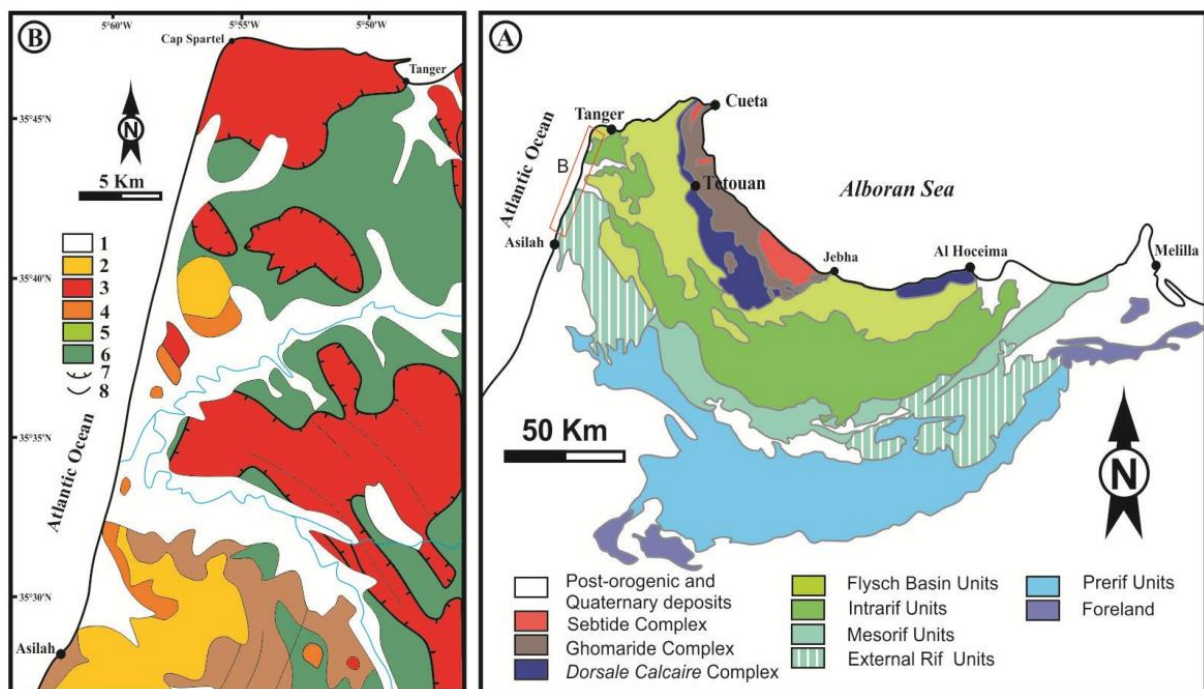 B
5°60'W
5°55'W
5°50'W
Cap Spartel
Tanger
35°45'N
N
5 Km
1
2
3
4
5
6
7
8
35°40'N
35°35'N
Atlantic Ocean
35°30'N
Asilah
A
Cueta
Tanger
Atlantic Ocean
B
Tetouan
Alboran Sea
Asilah
Jebha
Al Hoceima
Melilla
50 Km
N
Post-orogenic and
Quaternary deposits
Sebtide Complex
Ghomaride Complex
Dorsale Calcaire Complex
Flysch Basin Units
Intrarif Units
Mesorif Units
External Rif Units
Prerif Units
Foreland